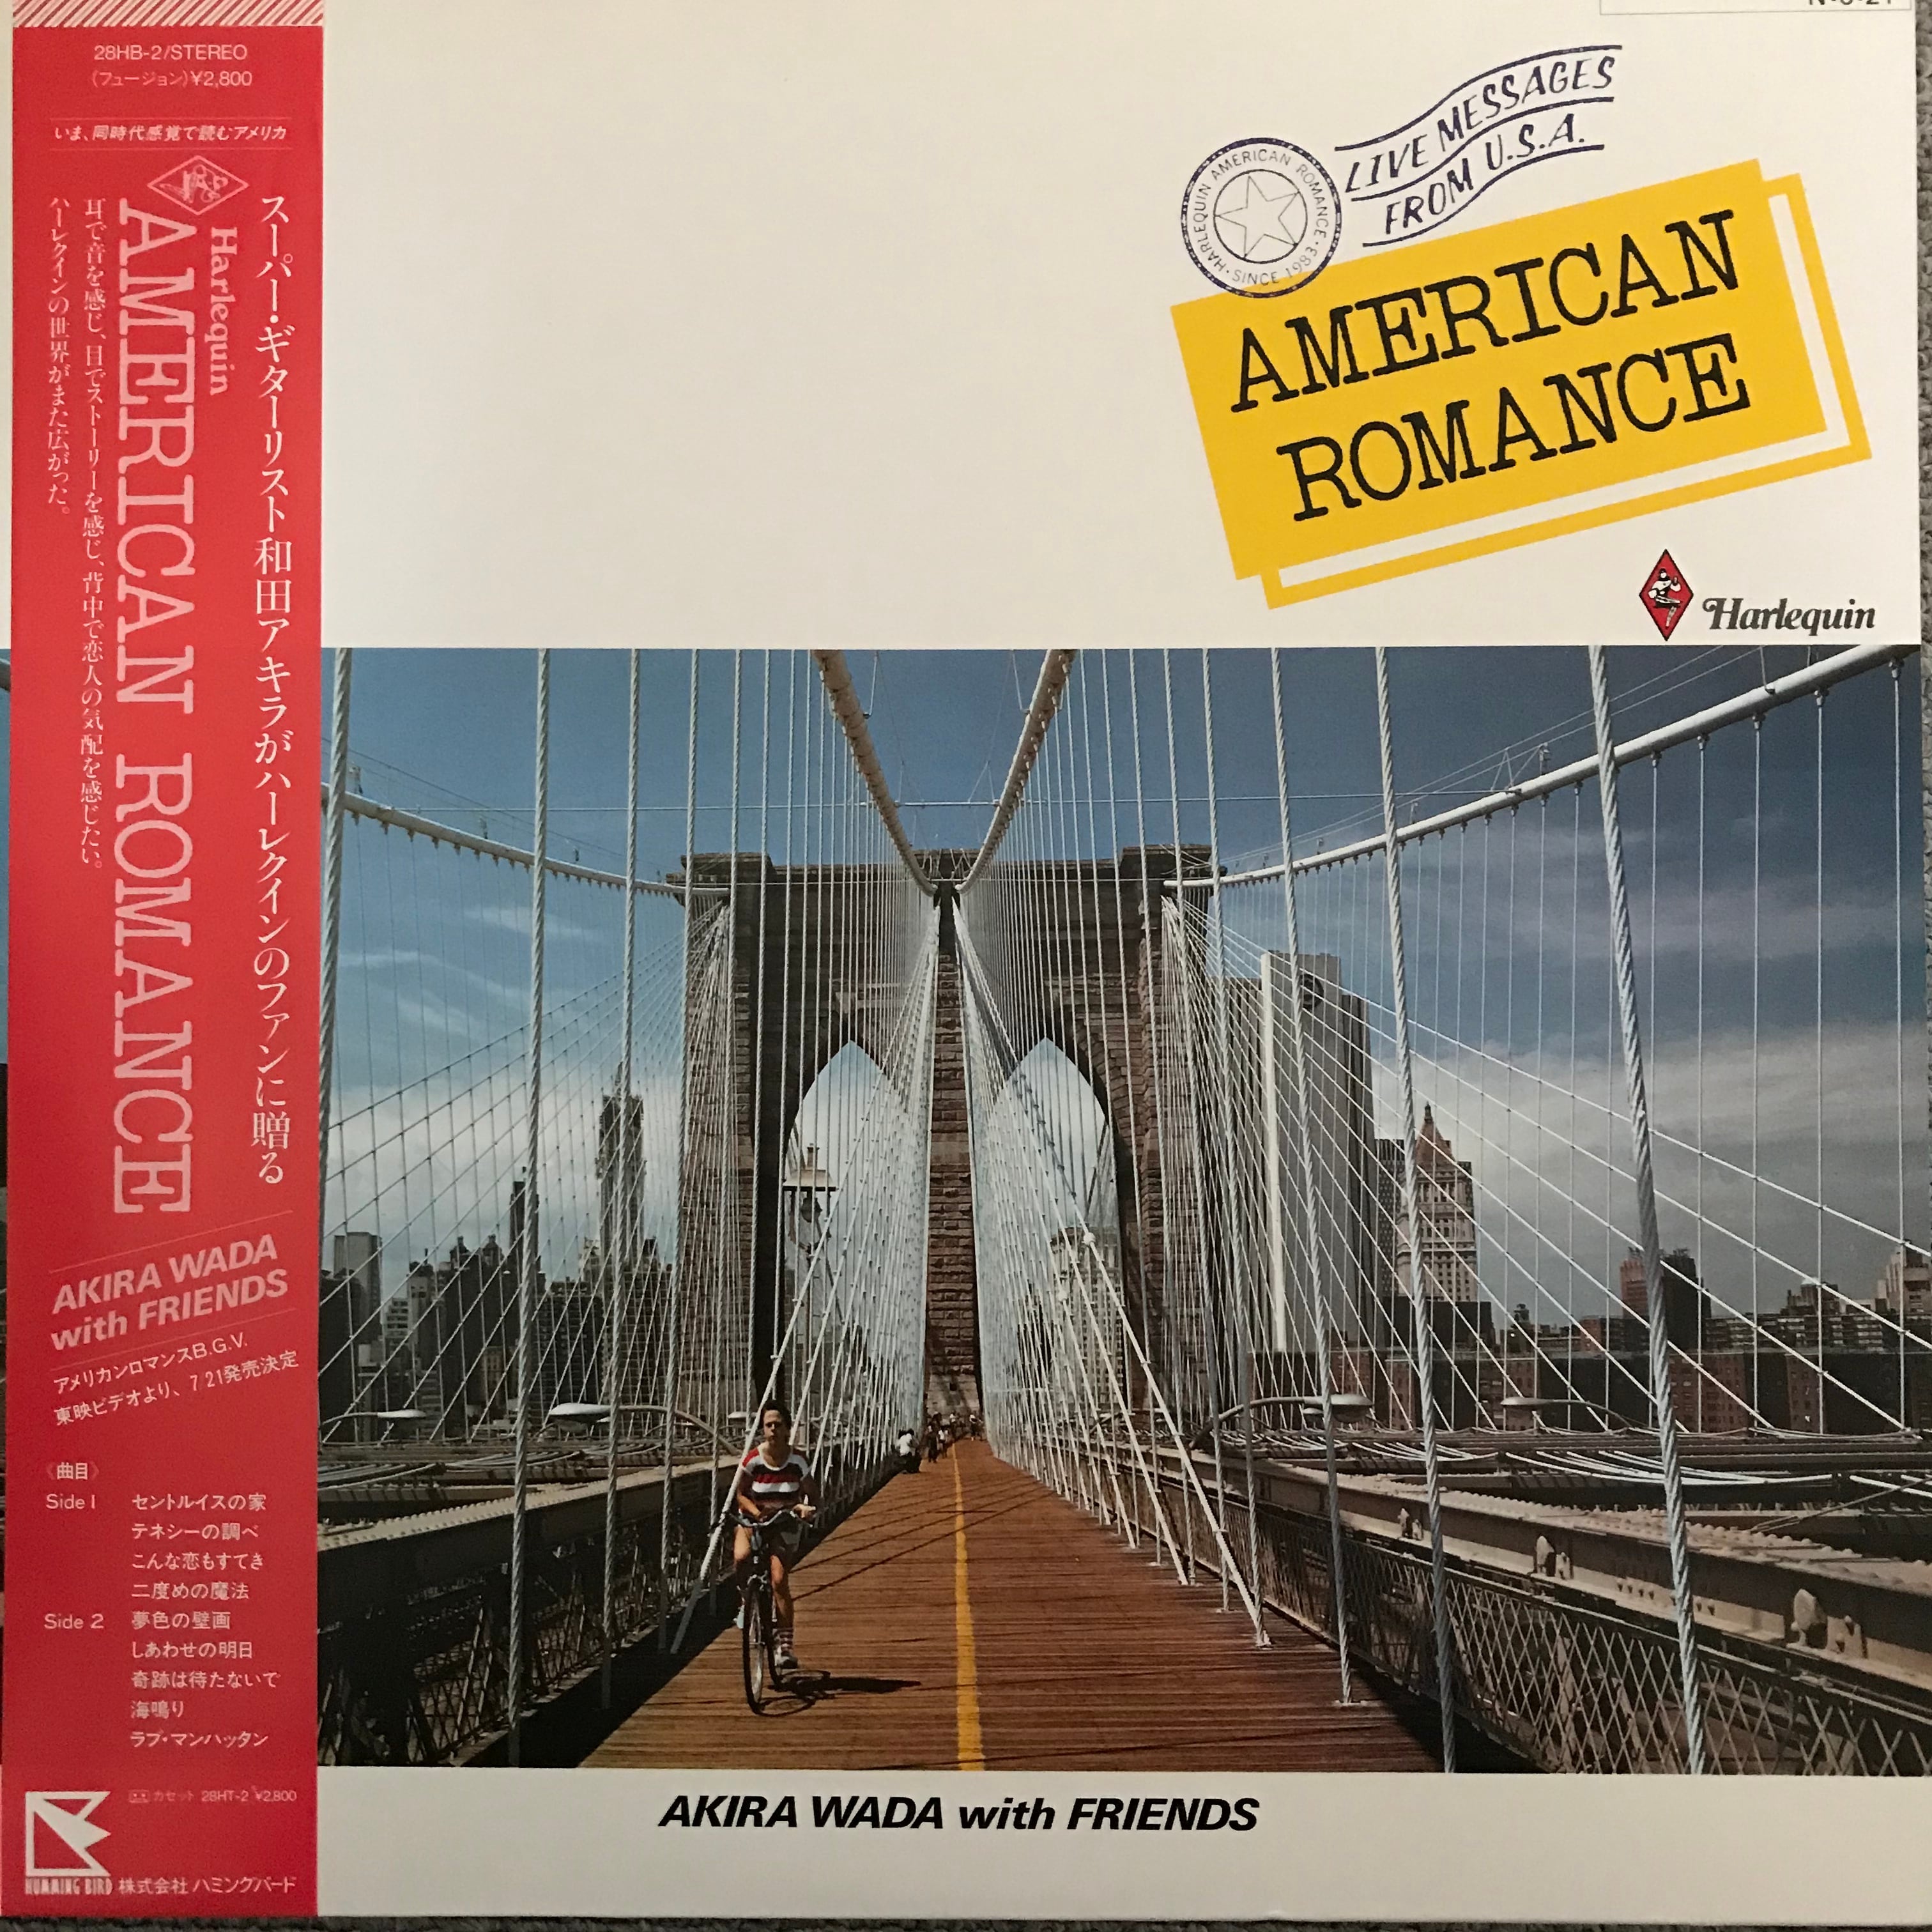 28HB-2/STEREO
(フュージョン)¥2,800
いま、同時代感覚で読むアメリカ
スーパー・ギターリスト 和田アキラがハーレクインのファンに贈る
Harlequin
AMERICAN ROMANCE
耳で音を感じ、目でストーリーを感じ、背中で恋人の気配を感じたい。
ハーレクインの世界がまた広がった。
AKIRA WADA
with FRIENDS
アメリカンロマンスB.G.V.
東映ビデオより、7/21発売決定
《曲目》
Side 1 セントルイスの家
テネシーの調べ
こんな恋もすてき
二度めの魔法
Side 2 夢色の壁画
しあわせの明日
奇跡は待たないで
海鳴り
ラブ・マンハッタン
カセット 28HT-2 ¥2,800
HUMMING BIRD 株式会社 ハミングバード
LIVE MESSAGES
FROM U.S.A.
HARLEQUIN AMERICAN ROMANCE · SINCE 1983 ·
AMERICAN
ROMANCE
Harlequin
AKIRA WADA with FRIENDS